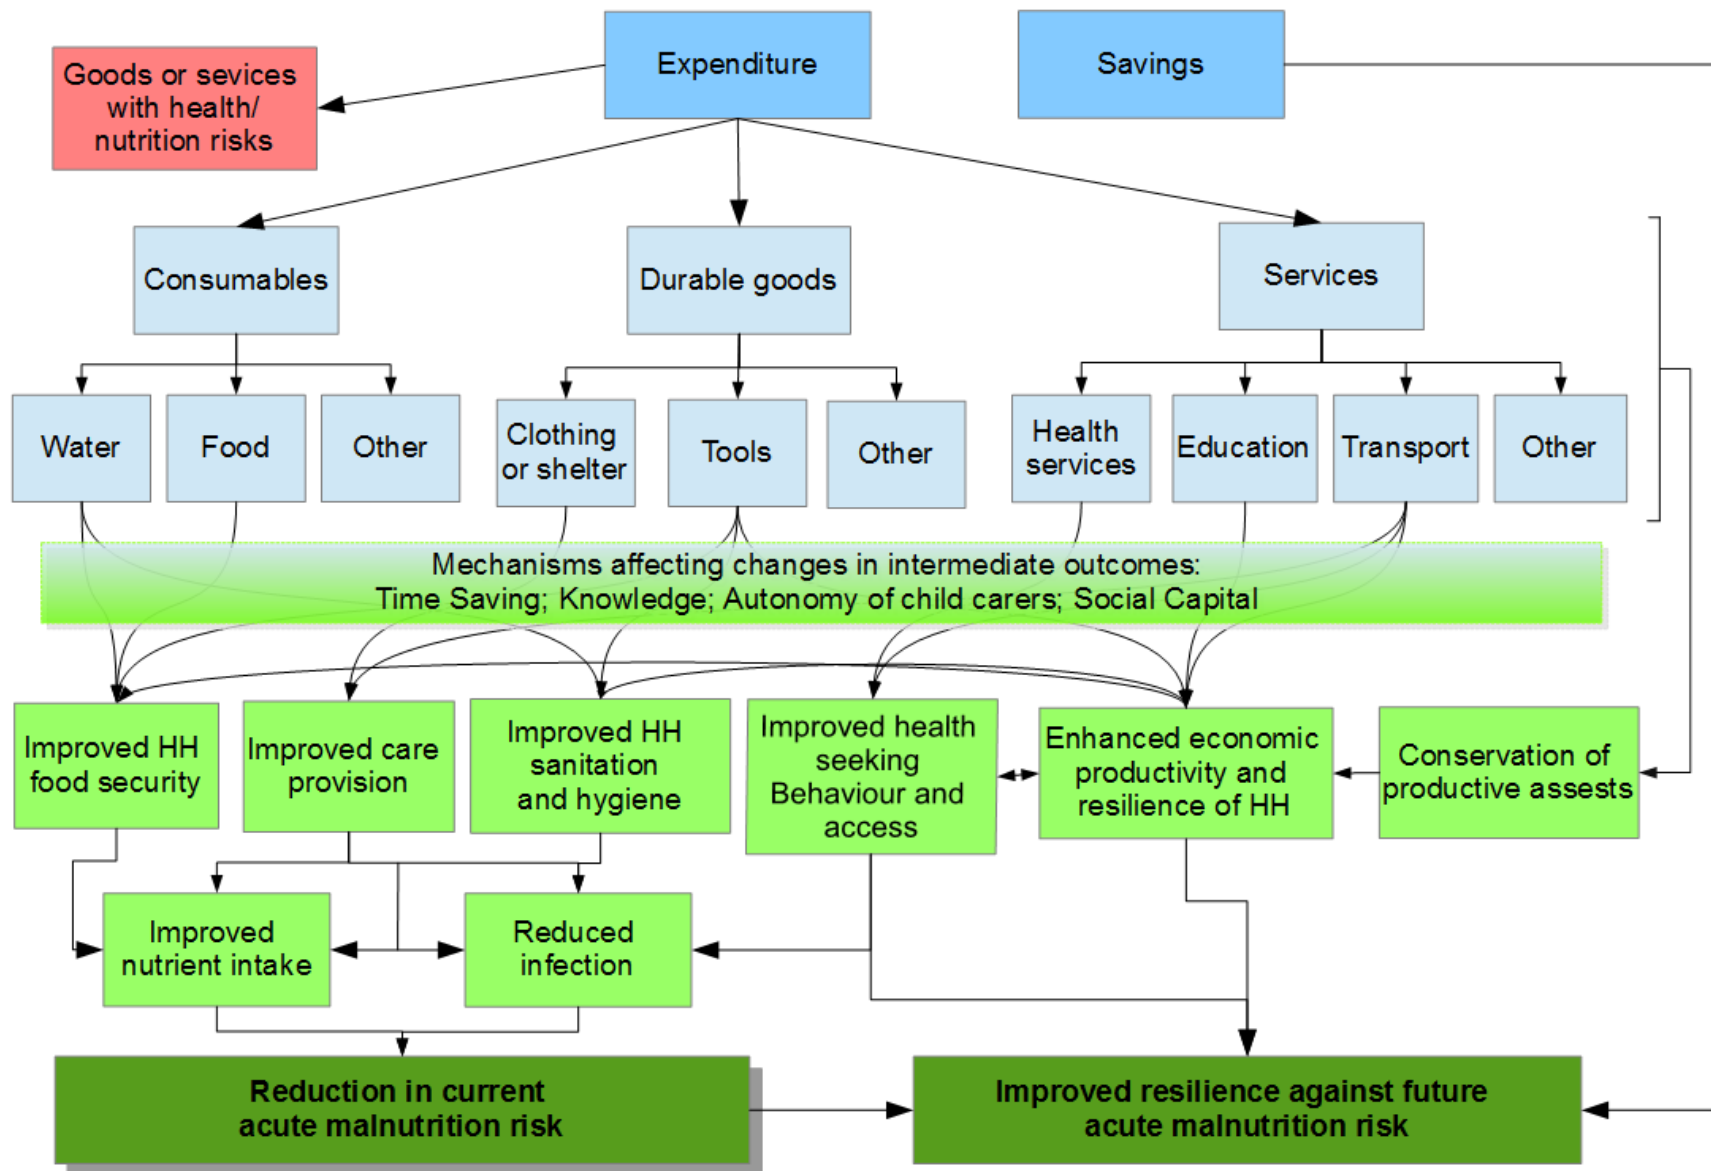 Expenditure
Savings
Goods or sevices
with health/
nutrition risks
Consumables
Durable goods
Services
Water
Food
Other
Clothing
or shelter
Tools
Other
Health
services
Education
Transport
Other
Mechanisms affecting changes in intermediate outcomes:
Time Saving; Knowledge; Autonomy of child carers; Social Capital
Improved HH
food security
Improved care
provision
Improved HH
sanitation
and hygiene
Improved health
seeking
Behaviour and
access
Enhanced economic
productivity and
resilience of HH
Conservation of
productive assests
Improved
nutrient intake
Reduced
infection
Reduction in current
acute malnutrition risk
Improved resilience against future
acute malnutrition risk